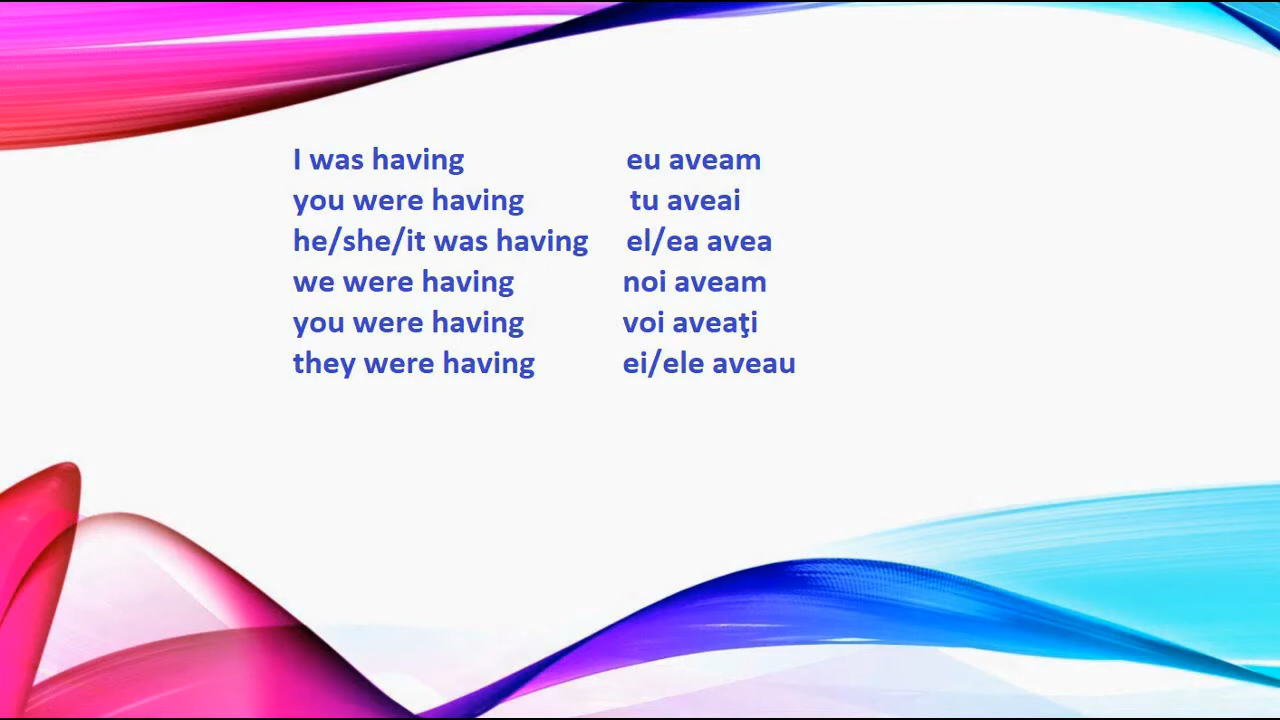 I was having eu aveam
you were having tu aveai
he/she/it was having el/ea avea
we were having noi aveam
you were having voi aveaţi
they were having ei/ele aveau